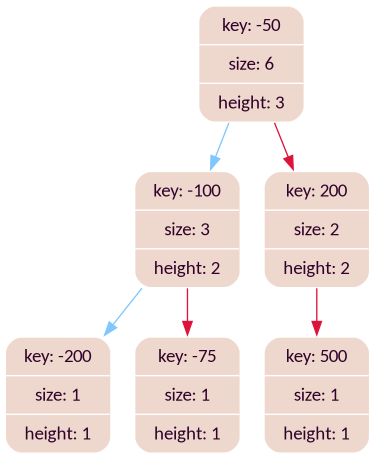 key: -50
size: 6
height: 3
key: -100
size: 3
height: 2
key: 200
size: 2
height: 2
key: -200
size: 1
height: 1
key: -75
size: 1
height: 1
key: 500
size: 1
height: 1